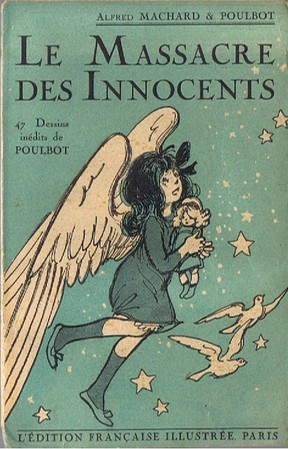 Alfred MACHARD & POULBOT
LE MASSACRE
DES INNOCENTS
47 Dessins
inédits de
POULBOT
L'ÉDITION FRANÇAISE ILLUSTRÉE. PARIS